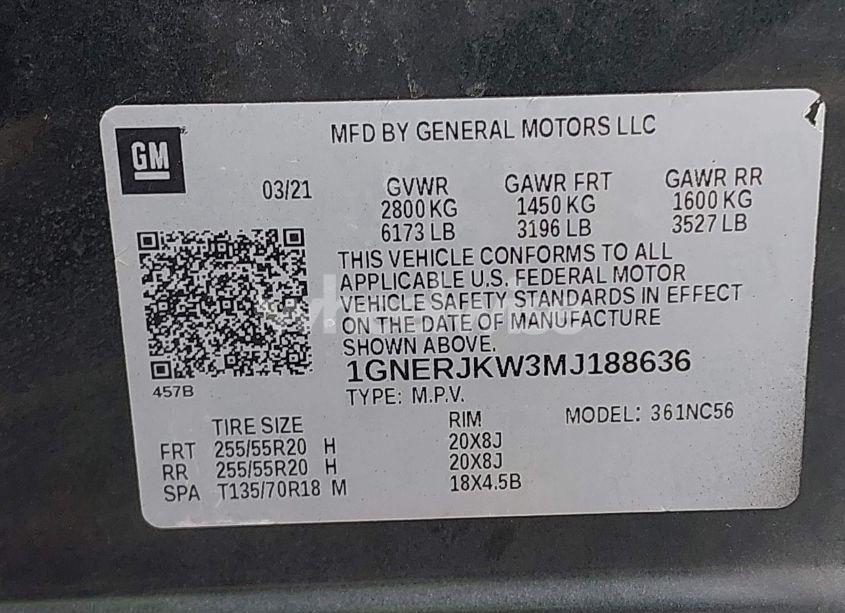 MFD BY GENERAL MOTORS LLC
GM
03/21 GVWR GAWR FRT GAWR RR
2800 KG 1450 KG 1600 KG
6173 LB 3196 LB 3527 LB
THIS VEHICLE CONFORMS TO ALL
APPLICABLE U.S. FEDERAL MOTOR
VEHICLE SAFETY STANDARDS IN EFFECT
ON THE DATE OF MANUFACTURE
SHOWN ABOVE.
1GNERJKW3MJ188636
457B
TYPE: M.P.V. MODEL: 361NC56
TIRE SIZE RIM
FRT 255/55R20 H 20X8J
RR 255/55R20 H 20X8J
SPA T135/70R18 M 18X4.5B